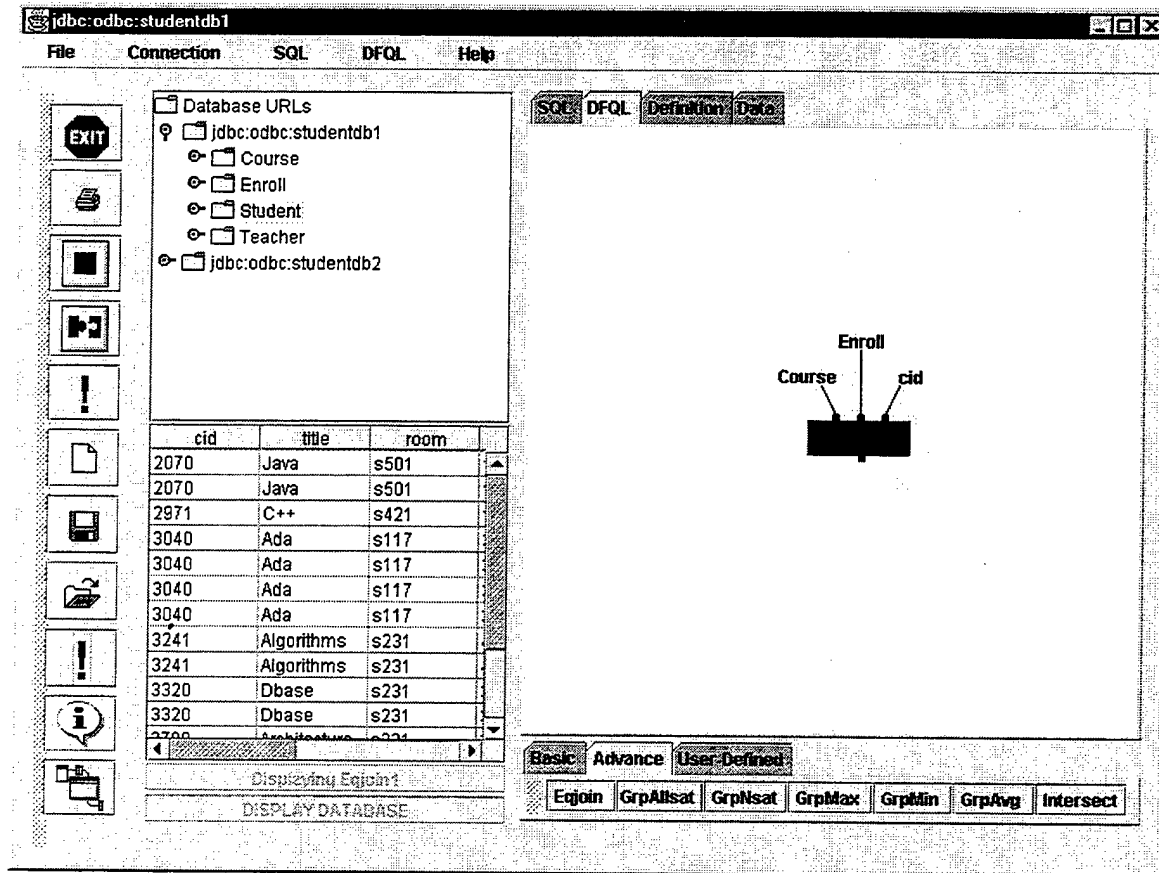 jdbc:odbc:studentdb1
File Connection SQL DFQL Help
EXIT
Database URLs
jdbc:odbc:studentdb1
Course
Enroll
Student
Teacher
jdbc:odbc:studentdb2
cid title room
2070 Java s501
2070 Java s501
2971 C++ s421
3040 Ada s117
3040 Ada s117
3040 Ada s117
3040 Ada s117
3241 Algorithms s231
3241 Algorithms s231
3320 Dbase s231
3320 Dbase s231
Architecture
Displaying Eqjoin1
DISPLAY DATABASE
SQL DFQL Definition Data
Enroll
Course cid
Basic Advance User-Defined
Eqjoin GrpAllsat GrpNsat GrpMax GrpMin GrpAvg Intersect